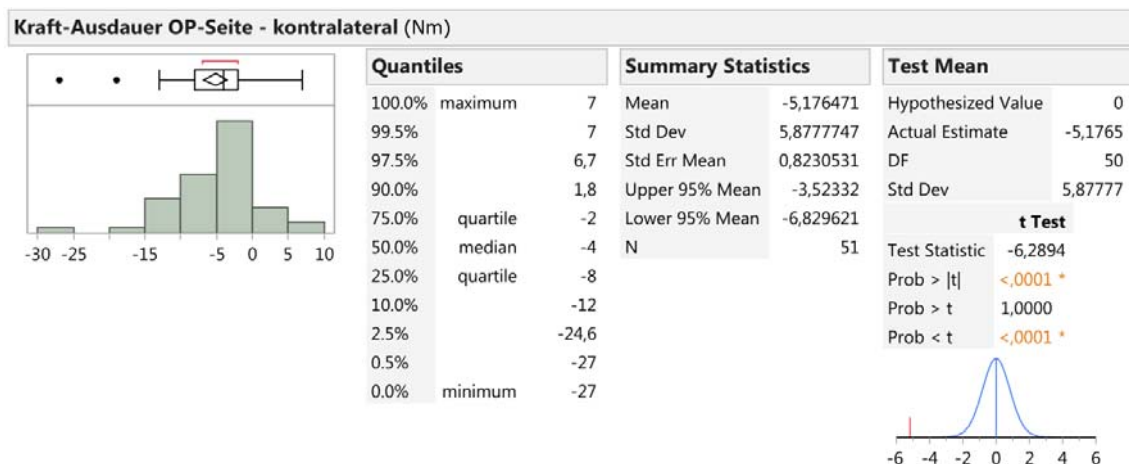 Kraft-Ausdauer OP-Seite - kontralateral (Nm)
-30 -25 -15 -5 0 5 10
Quantiles
100.0% maximum 7
99.5% 7
97.5% 6,7
90.0% 1,8
75.0% quartile -2
50.0% median -4
25.0% quartile -8
10.0% -12
2.5% -24,6
0.5% -27
0.0% minimum -27
Summary Statistics
Mean -5,176471
Std Dev 5,8777747
Std Err Mean 0,8230531
Upper 95% Mean -3,52332
Lower 95% Mean -6,829621
N 51
Test Mean
Hypothesized Value 0
Actual Estimate -5,1765
DF 50
Std Dev 5,87777
t Test
Test Statistic -6,2894
Prob > |t| <,0001 *
Prob > t 1,0000
Prob < t <,0001 *
-6 -4 -2 0 2 4 6